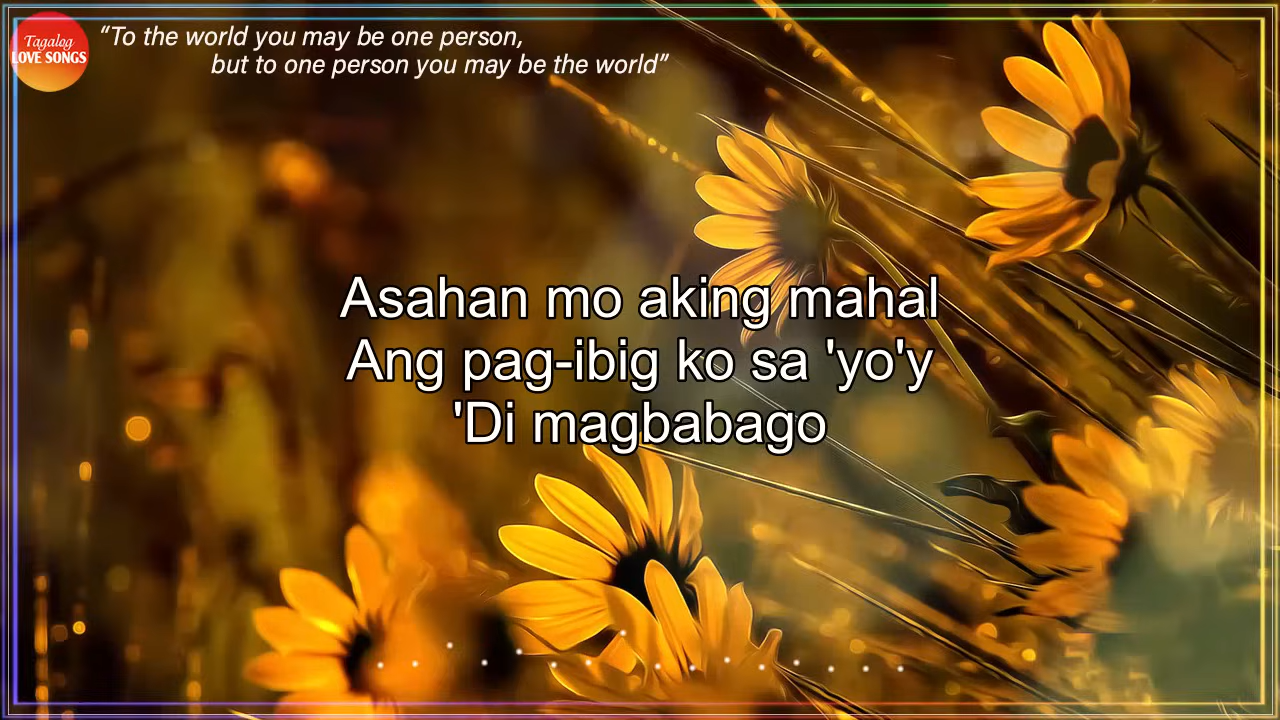 Tagalog
LOVE SONGS
“To the world you may be one person,
but to one person you may be the world”
Asahan mo aking mahal
Ang pag-ibig ko sa 'yo'y
'Di magbabago